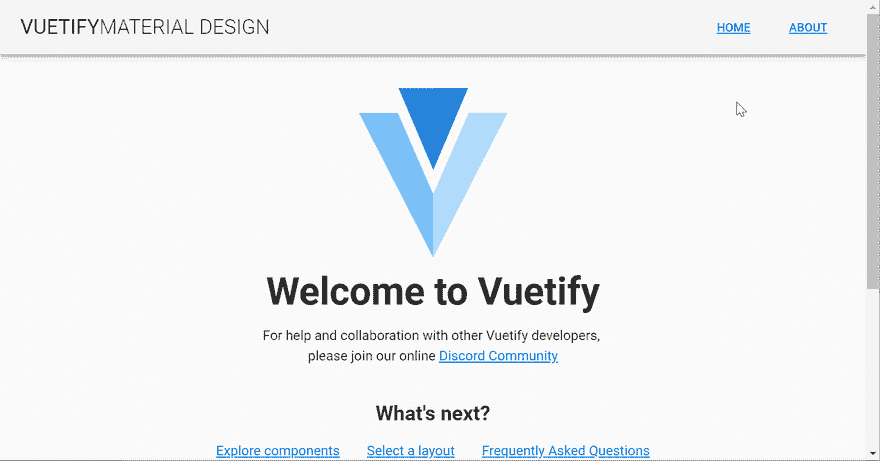 VUETIFYMATERIAL DESIGN
HOME
ABOUT
Welcome to Vuetify
For help and collaboration with other Vuetify developers,
please join our online Discord Community
What's next?
Explore components Select a layout Frequently Asked Questions